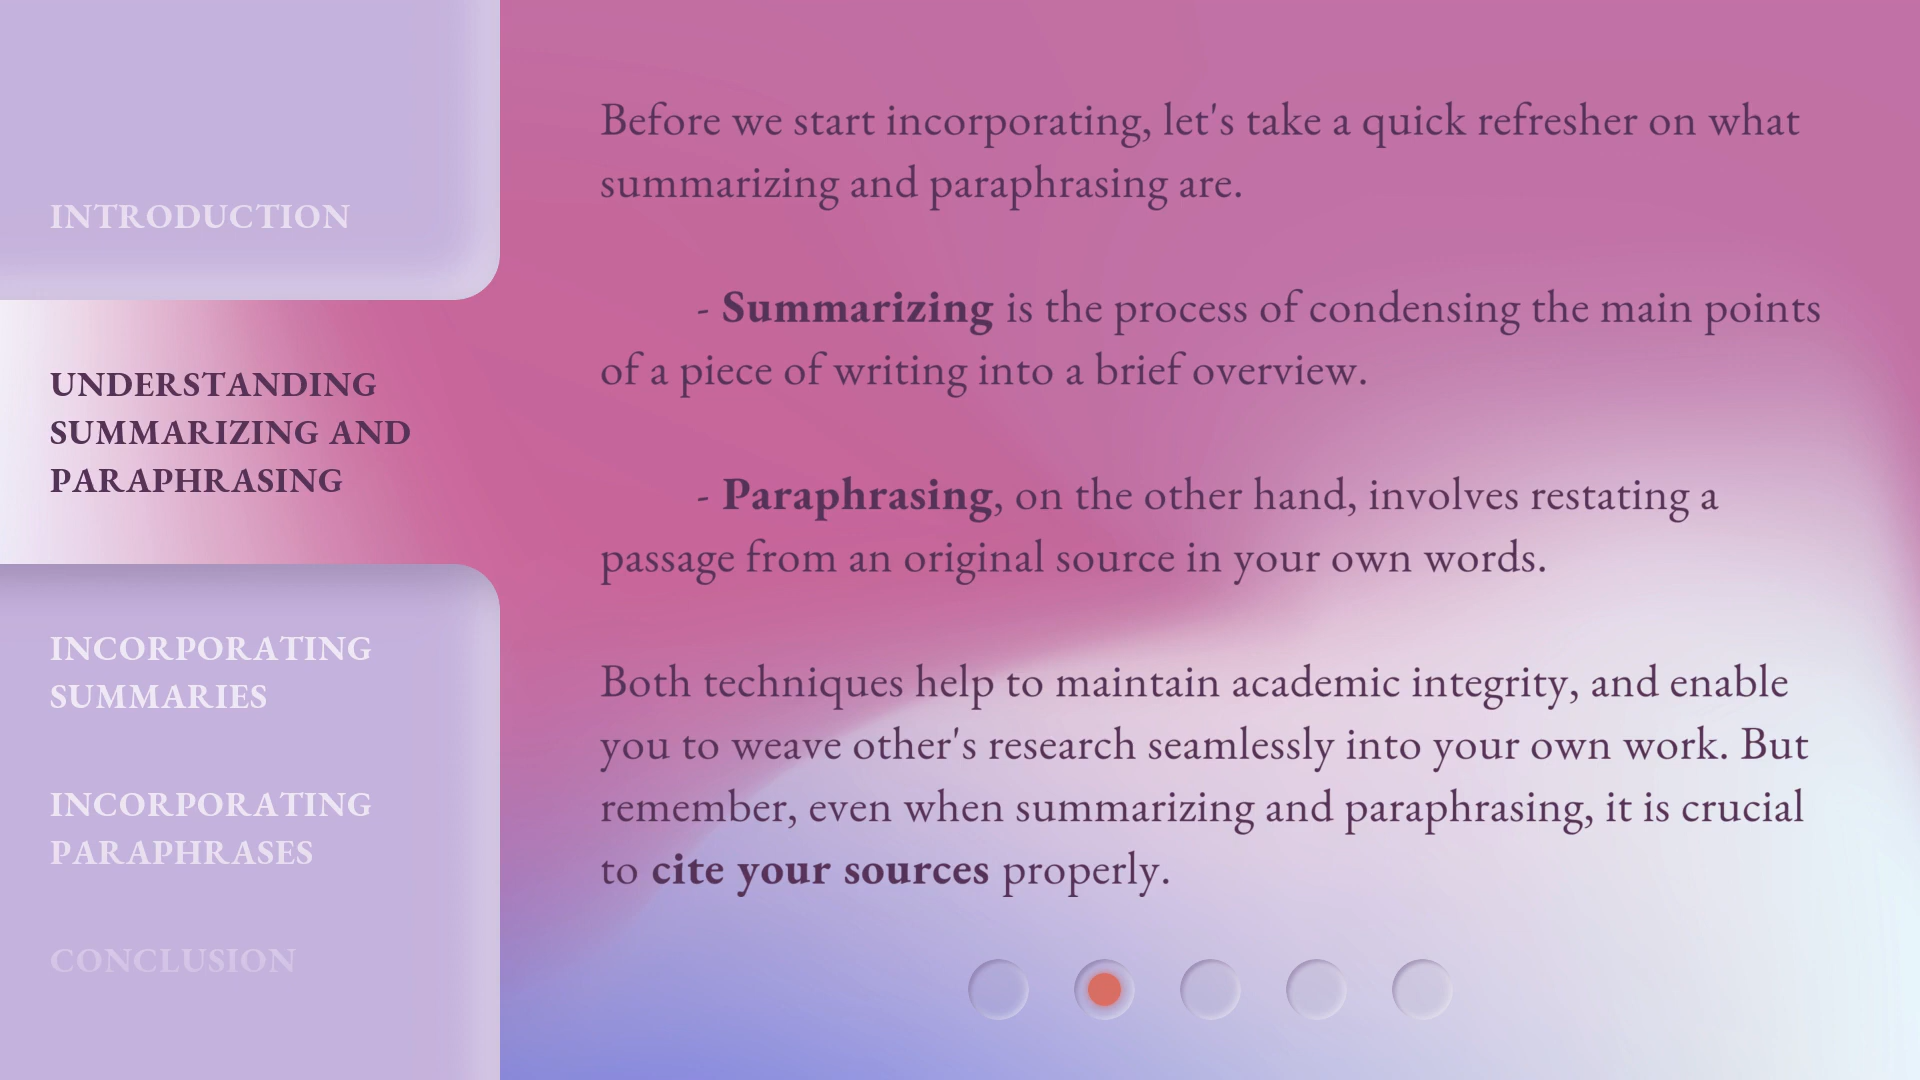 INTRODUCTION
UNDERSTANDING
SUMMARIZING AND
PARAPHRASING
INCORPORATING
SUMMARIES
INCORPORATING
PARAPHRASES
CONCLUSION
Before we start incorporating, let's take a quick refresher on what
summarizing and paraphrasing are.
- Summarizing is the process of condensing the main points
of a piece of writing into a brief overview.
- Paraphrasing, on the other hand, involves restating a
passage from an original source in your own words.
Both techniques help to maintain academic integrity, and enable
you to weave other's research seamlessly into your own work. But
remember, even when summarizing and paraphrasing, it is crucial
to cite your sources properly.